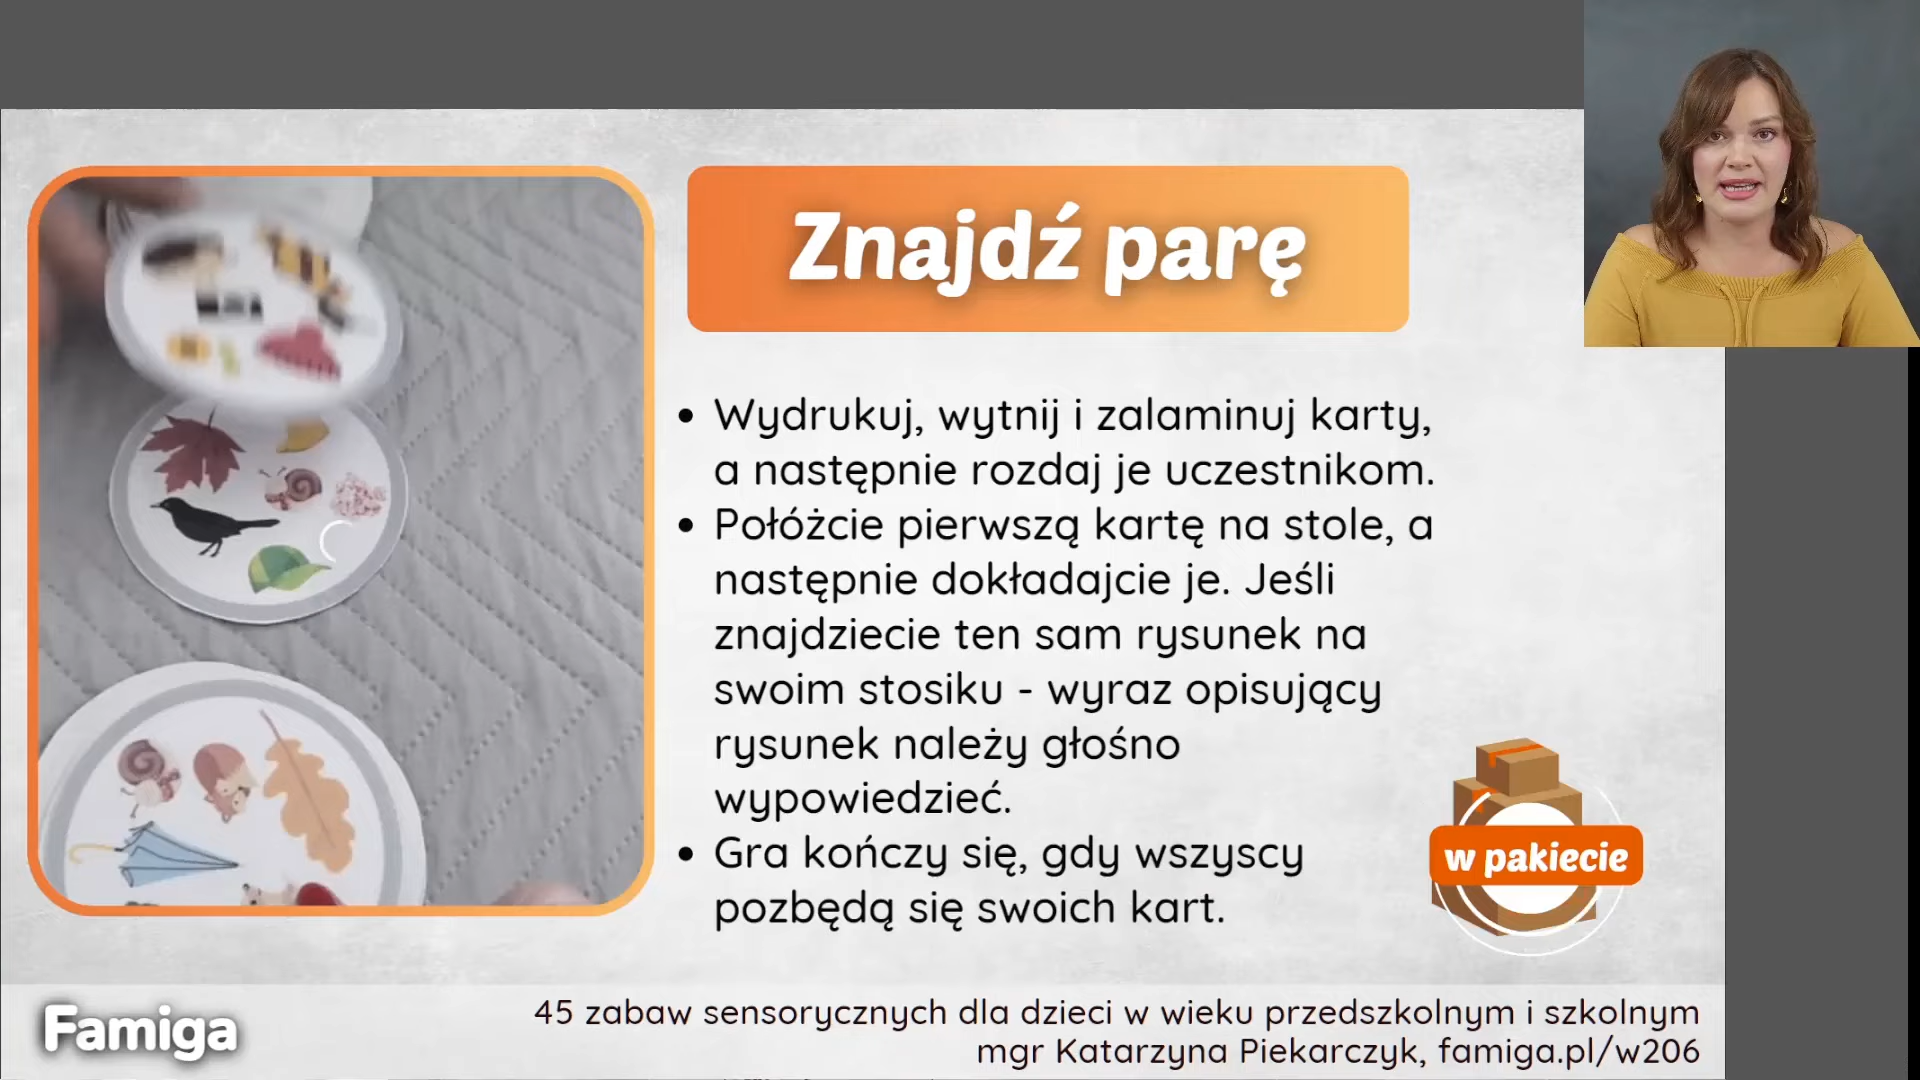 Znajdź parę
• Wydrukuj, wytnij i zalaminuj karty,
a następnie rozdaj je uczestnikom.
• Połóżcie pierwszą kartę na stole, a
następnie dokładajcie je. Jeśli
znajdziecie ten sam rysunek na
swoim stosiku - wyraz opisujący
rysunek należy głośno
wypowiedzieć.
• Gra kończy się, gdy wszyscy
pozbędą się swoich kart.
w pakiecie
Famiga
45 zabaw sensorycznych dla dzieci w wieku przedszkolnym i szkolnym
mgr Katarzyna Piekarczyk, famiga.pl/w206